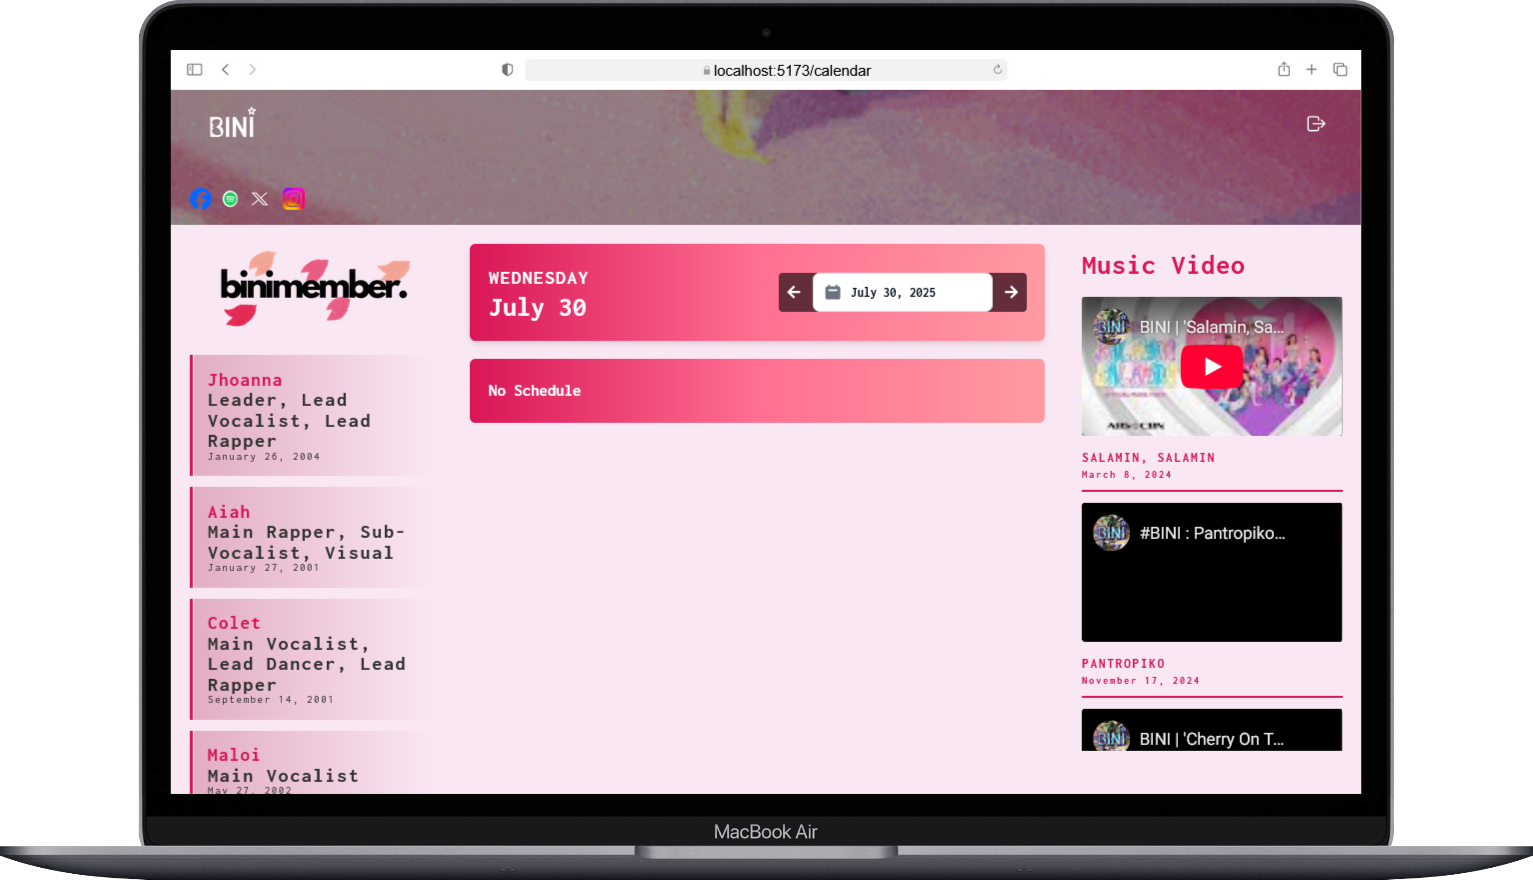 localhost:5173/calendar
BINI
binimember.
Jhoanna
Leader, Lead
Vocalist, Lead
Rapper
January 26, 2004
Aiah
Main Rapper, Sub-
Vocalist, Visual
January 27, 2001
Colet
Main Vocalist,
Lead Dancer, Lead
Rapper
September 14, 2001
Maloi
Main Vocalist
May 27, 2002
WEDNESDAY
July 30
July 30, 2025
No Schedule
Music Video
BINI
BINI | 'Salamin, Sa...
ABS-CBN
SALAMIN, SALAMIN
March 8, 2024
BINI
#BINI : Pantropiko...
PANTROPIKO
November 17, 2024
BINI
BINI | 'Cherry On T...
MacBook Air